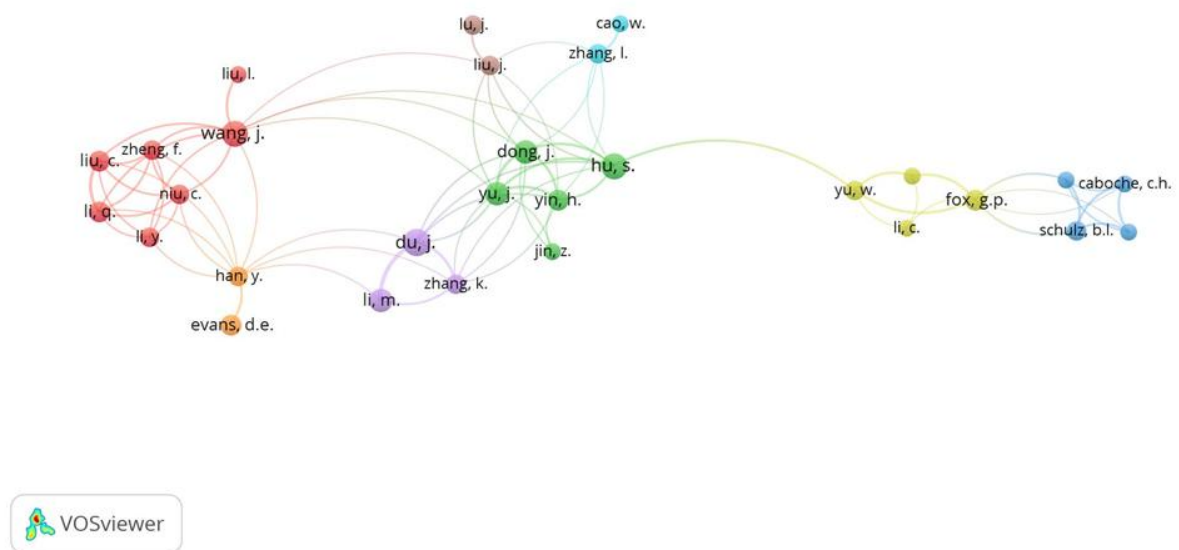 lu, j.
cao, w.
zhang, l.
liu, j.
liu, l.
wang, j.
zheng, f.
liu, c.
dong, j.
hu, s.
niu, c.
yu, j.
yin, h.
yu, w.
caboche, c.h.
fox, g.p.
li, q.
li, c.
schulz, b.l.
li, y.
du, j.
jin, z.
han, y.
zhang, k.
li, m.
evans, d.e.
VOSviewer